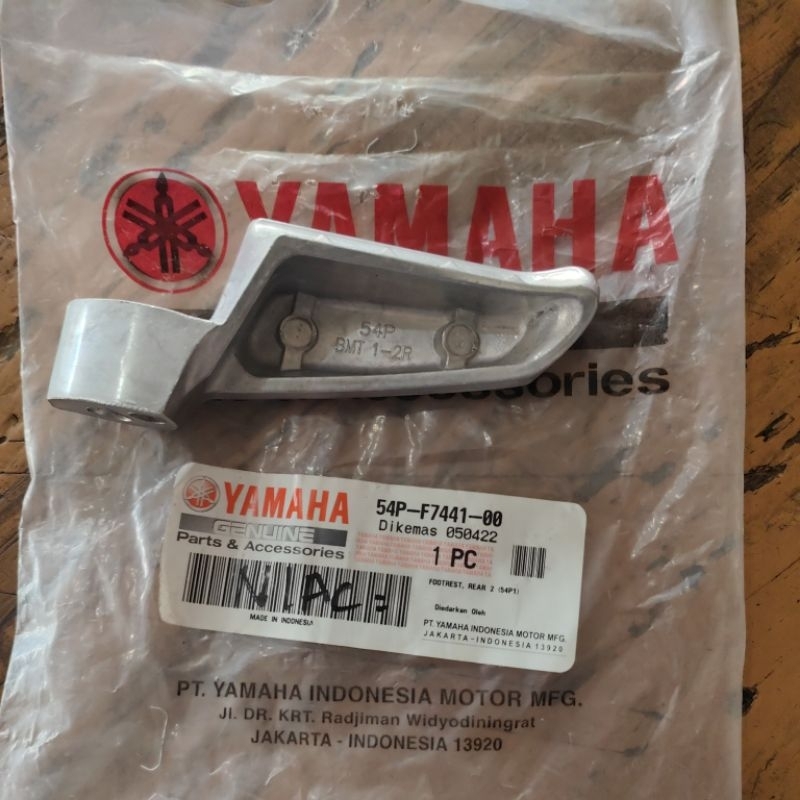 YAMAHA
ssories
54P
BMT 1-2R
YAMAHA
GENUINE
Parts & Accessories
MADE IN INDONESIA
54P-F7441-00
Dikemas 050422
1 PC
FOOTREST, REAR 2 (54P1)
Diedarkan Oleh
PT. YAMAHA INDONESIA MOTOR MFG.
JAKARTA - INDONESIA 13920
PT. YAMAHA INDONESIA MOTOR MFG.
Jl. DR. KRT. Radjiman Widyodiningrat
JAKARTA - INDONESIA 13920